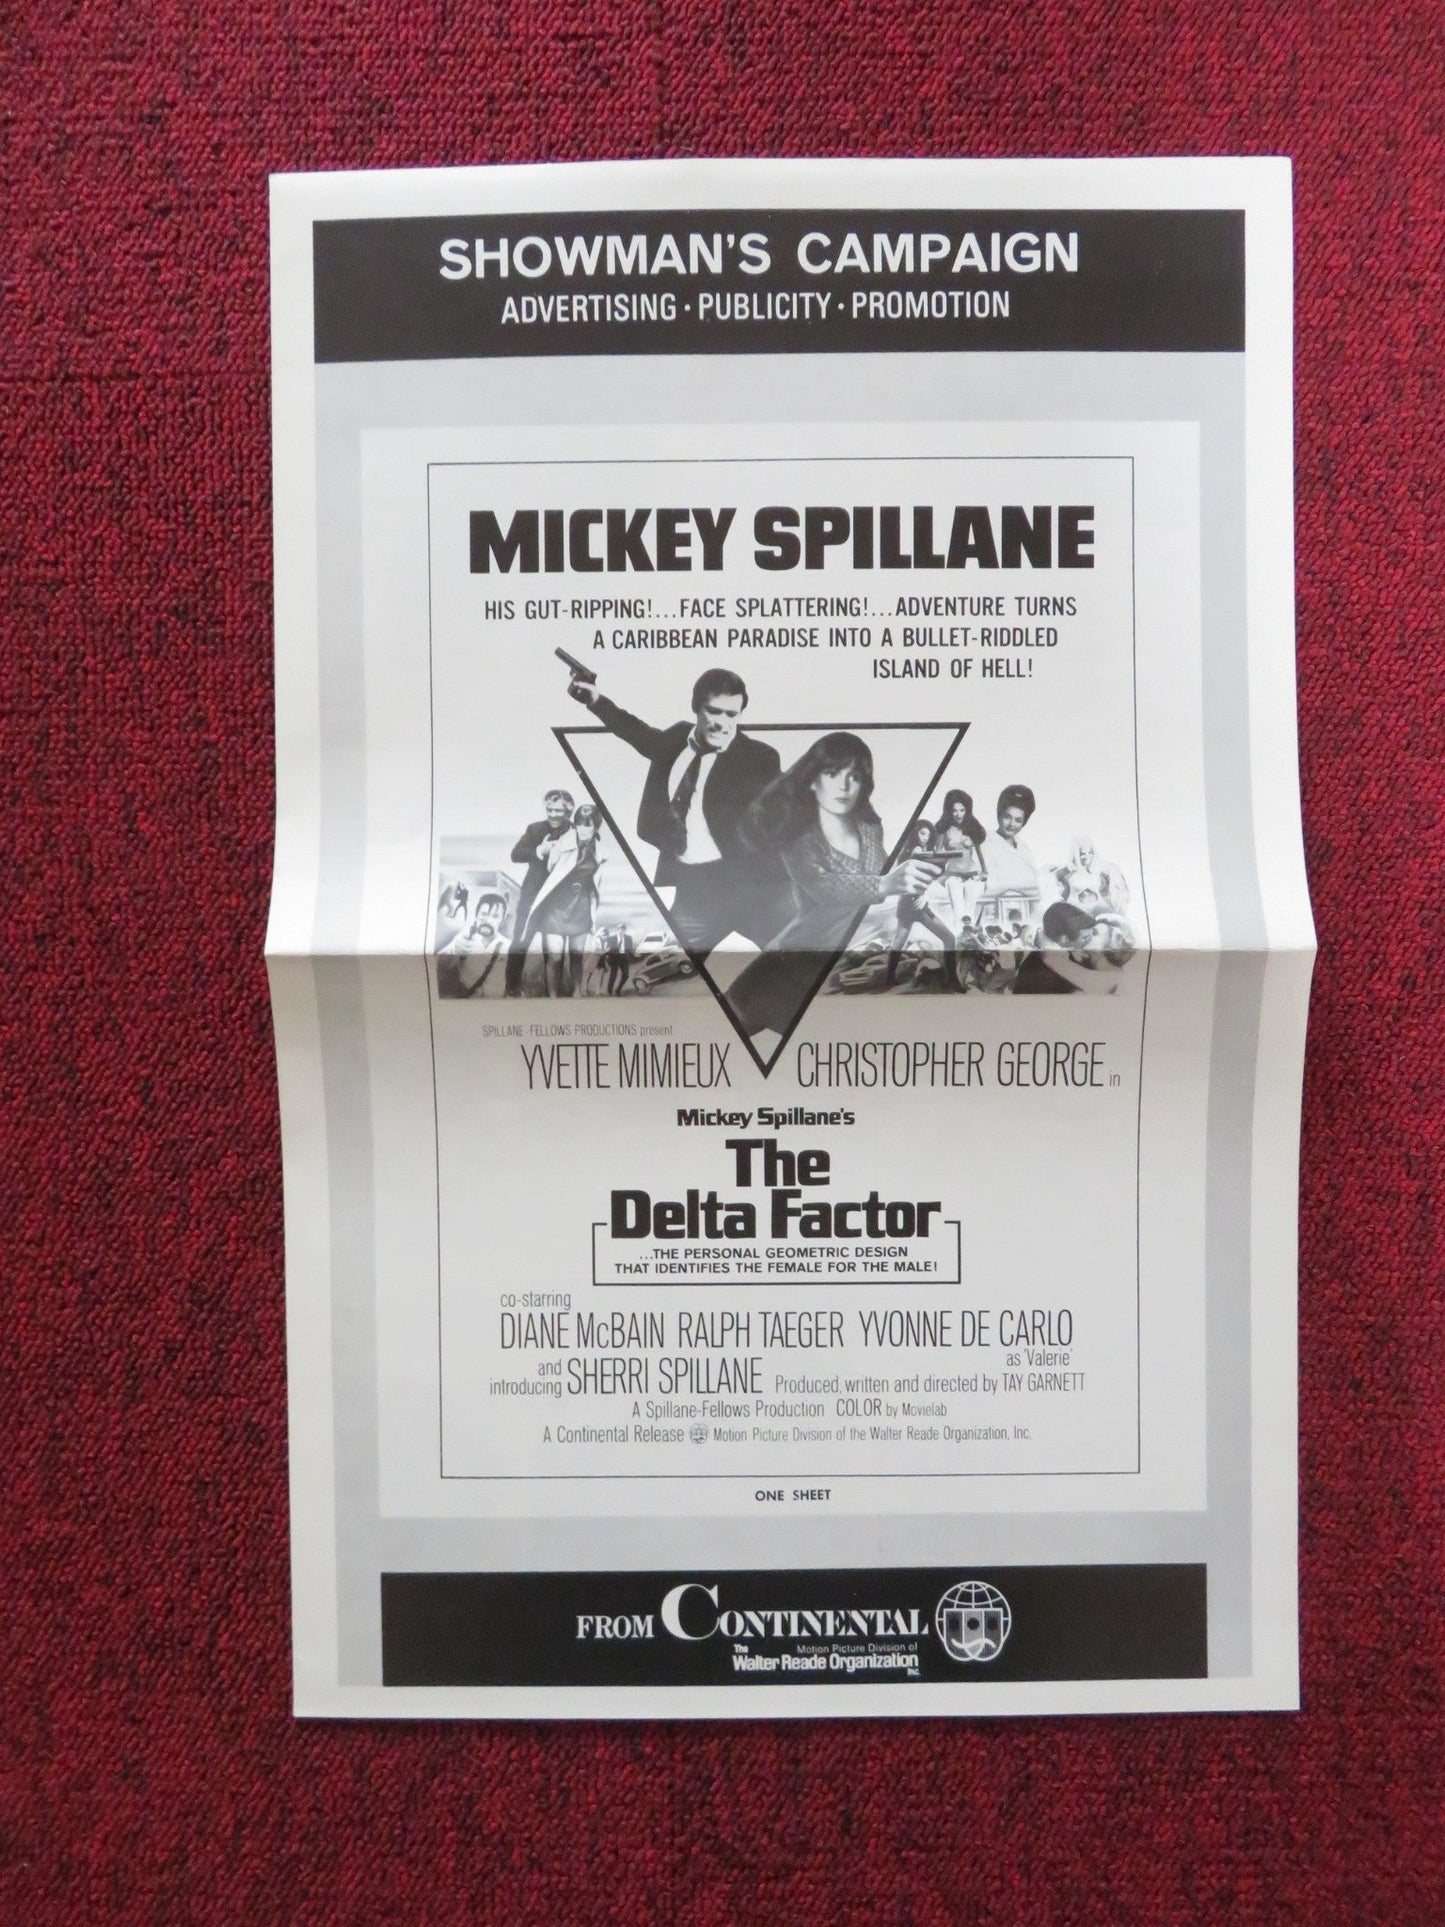 SHOWMAN'S CAMPAIGN
ADVERTISING · PUBLICITY · PROMOTION
MICKEY SPILLANE
HIS GUT-RIPPING!...FACE SPLATTERING!...ADVENTURE TURNS
A CARIBBEAN PARADISE INTO A BULLET-RIDDLED
ISLAND OF HELL!
SPILLANE-FELLOWS PRODUCTIONS present
YVETTE MIMIEUX CHRISTOPHER GEORGE in
Mickey Spillane's
The
Delta Factor
...THE PERSONAL GEOMETRIC DESIGN
THAT IDENTIFIES THE FEMALE FOR THE MALE!
co-starring
DIANE McBAIN RALPH TAEGER YVONNE DE CARLO
as 'Valerie'
and introducing SHERRI SPILLANE Produced, written and directed by TAY GARNETT
A Spillane-Fellows Production COLOR by Movielab
A Continental Release Motion Picture Division of the Walter Reade Organization, Inc.
ONE SHEET
FROM CONTINENTAL
The Motion Picture Division of
Walter Reade Organization Inc.